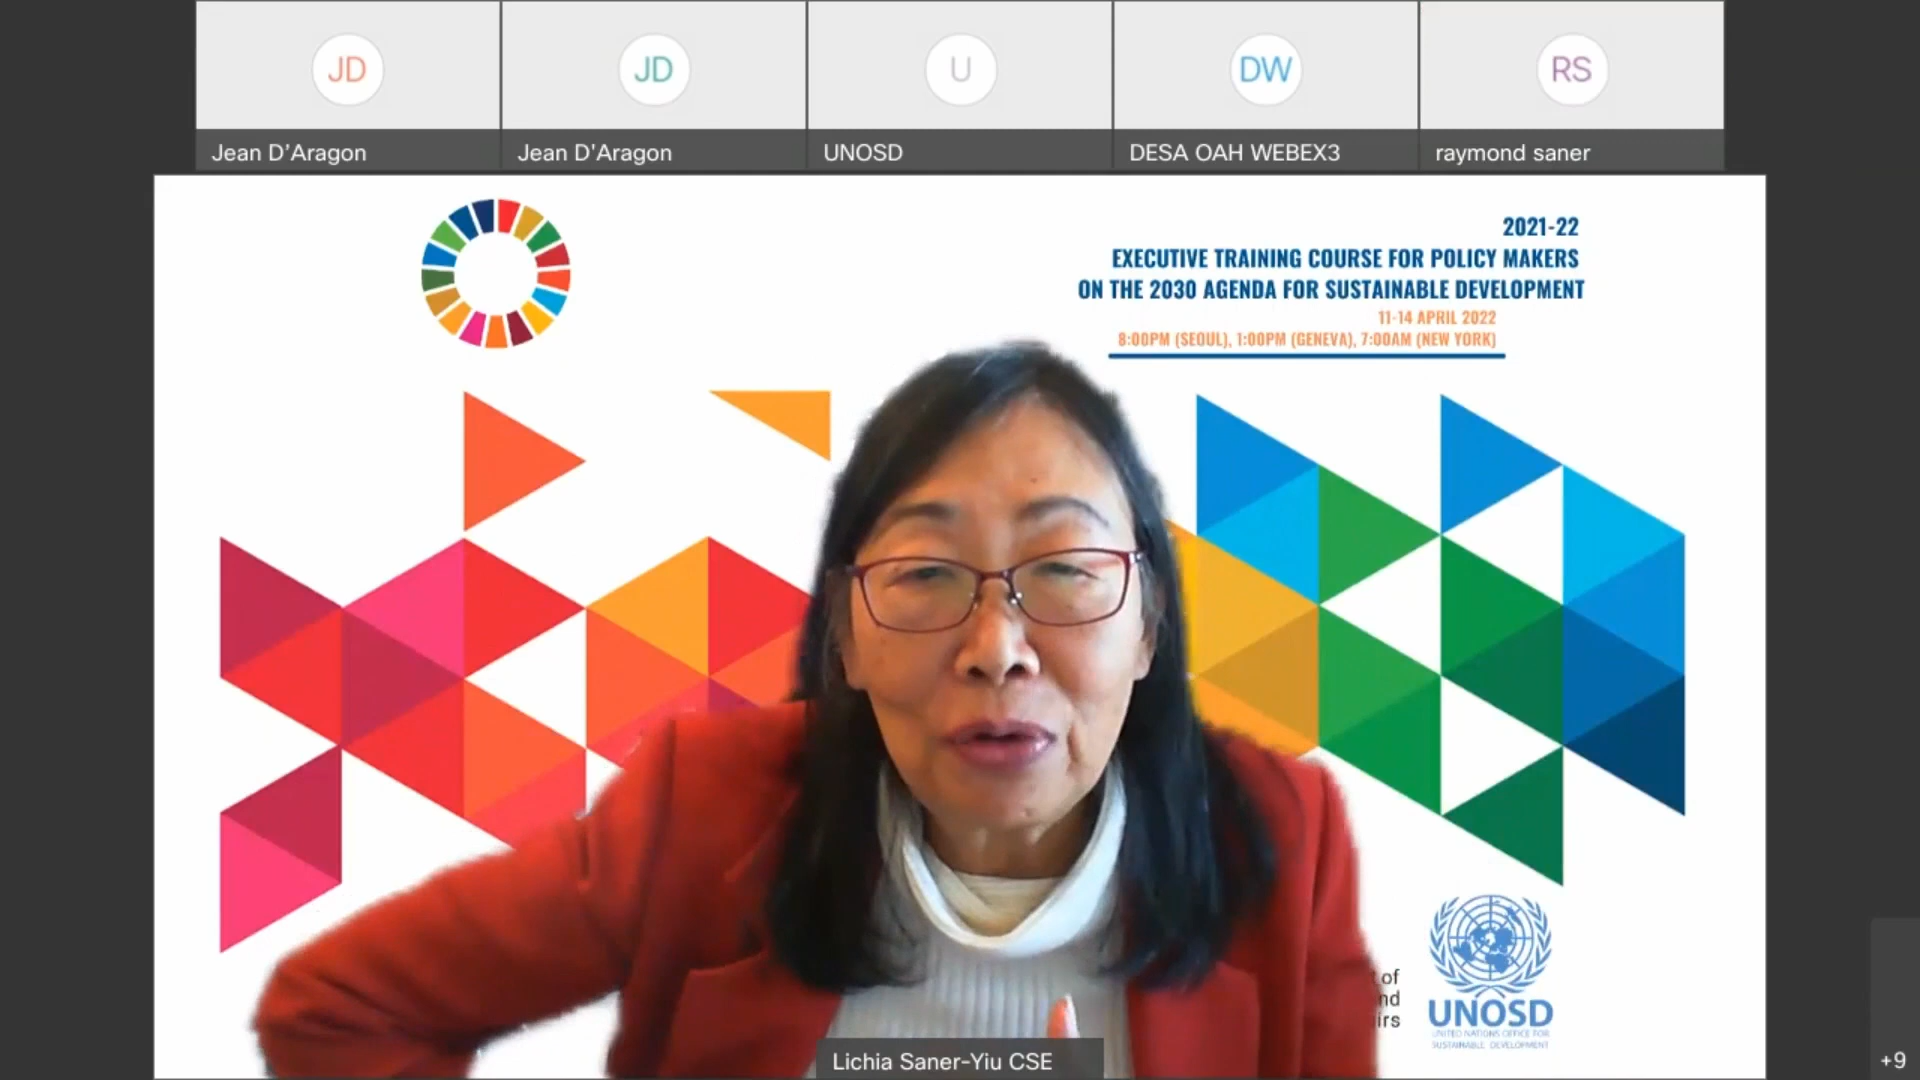 JD
JD
U
DW
RS
Jean D'Aragon
Jean D'Aragon
UNOSD
DESA OAH WEBEX3
raymond saner
2021-22
EXECUTIVE TRAINING COURSE FOR POLICY MAKERS
ON THE 2030 AGENDA FOR SUSTAINABLE DEVELOPMENT
11-14 APRIL 2022
8:00PM (SEOUL), 1:00PM (GENEVA), 7:00AM (NEW YORK)
of
nd
irs
UNOSD
UNITED NATIONS OFFICE FOR
SUSTAINABLE DEVELOPMENT
Lichia Saner-Yiu CSE
+9